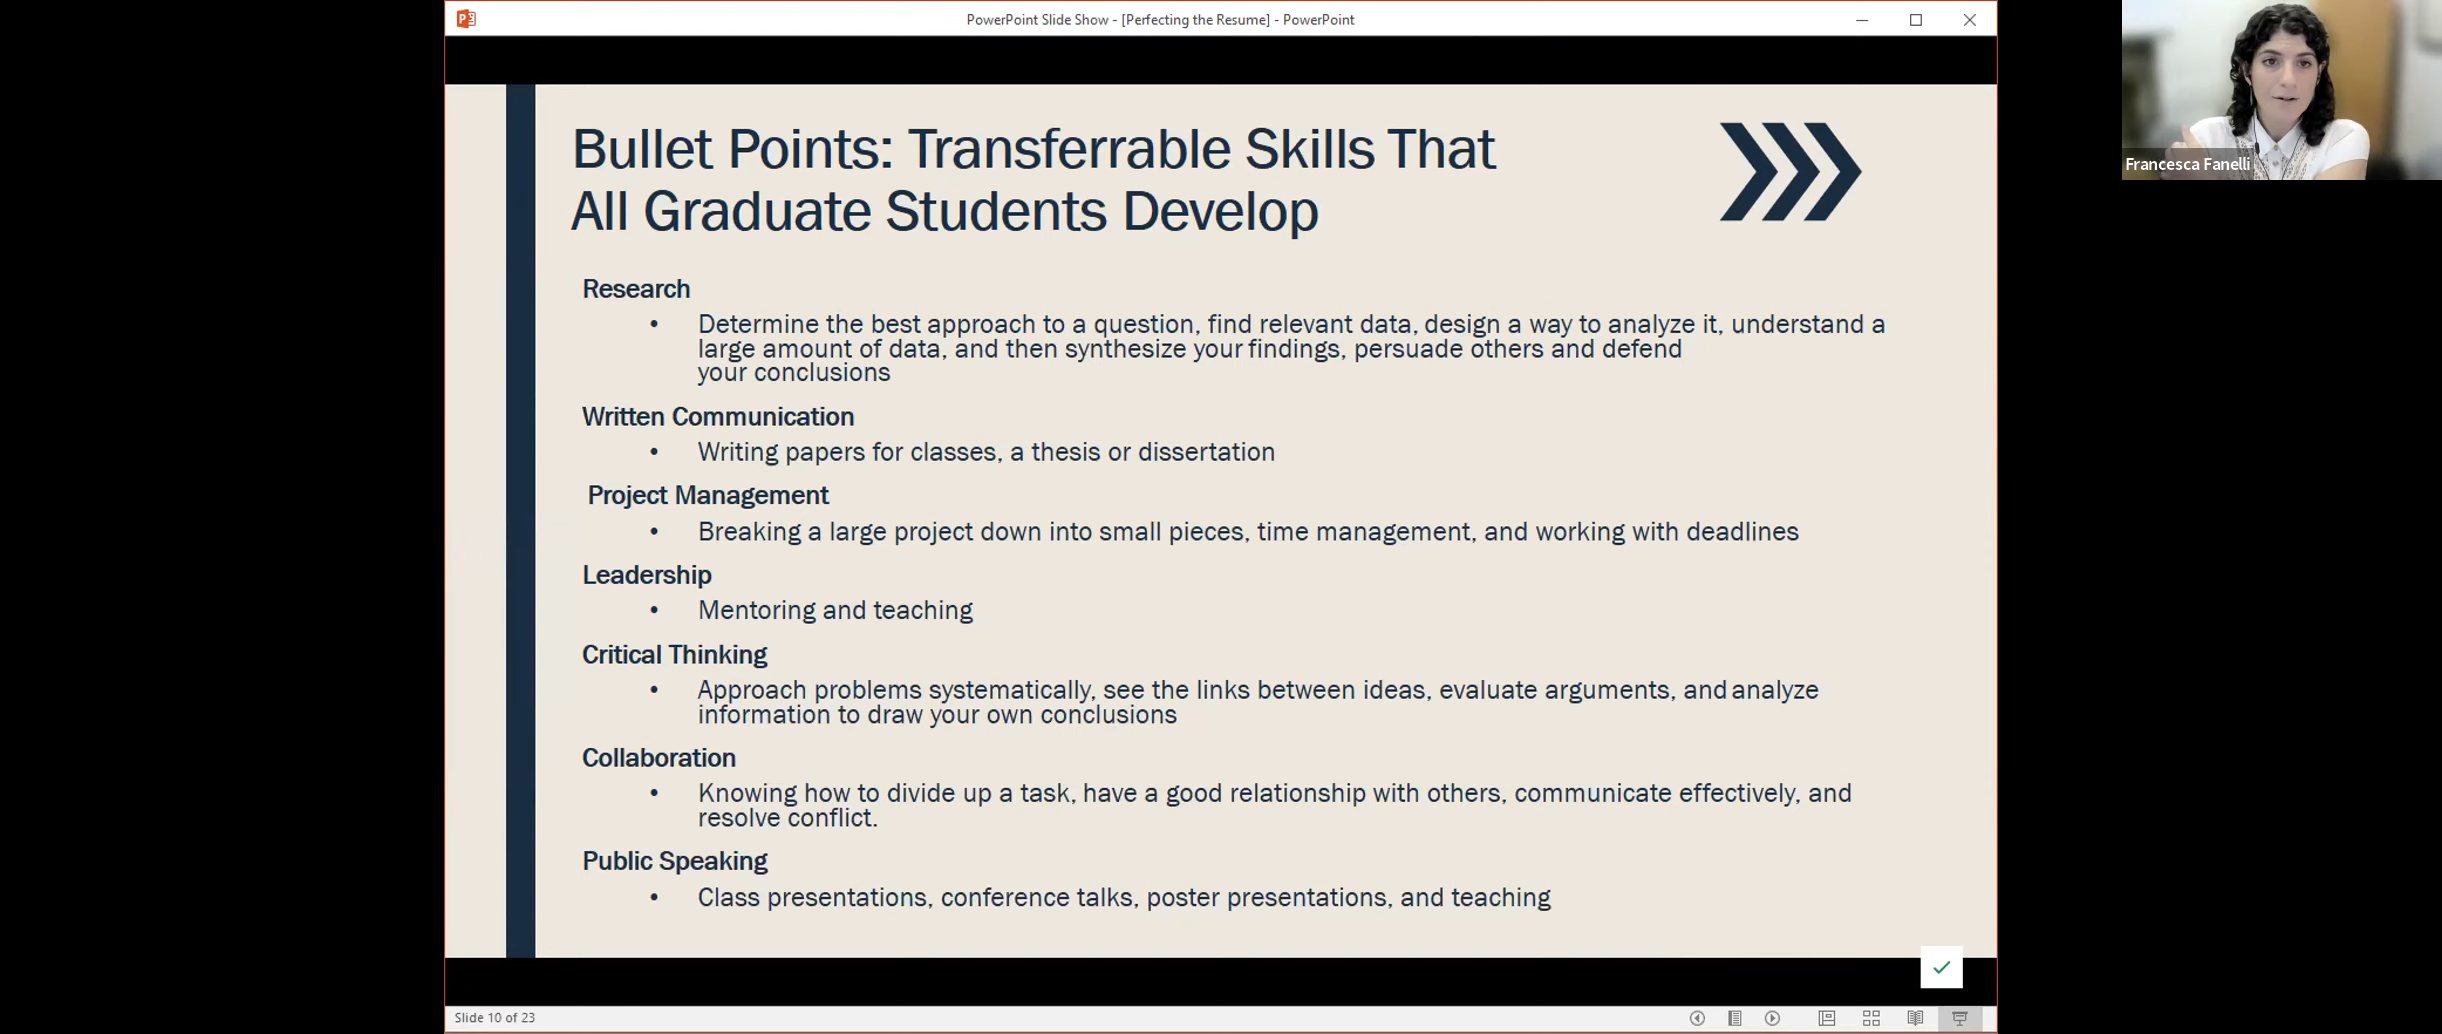 PowerPoint Slide Show - [Perfecting the Resume] - PowerPoint
Francesca Fanelli
Bullet Points: Transferrable Skills That
All Graduate Students Develop
Research
• Determine the best approach to a question, find relevant data, design a way to analyze it, understand a
large amount of data, and then synthesize your findings, persuade others and defend
your conclusions
Written Communication
• Writing papers for classes, a thesis or dissertation
Project Management
• Breaking a large project down into small pieces, time management, and working with deadlines
Leadership
• Mentoring and teaching
Critical Thinking
• Approach problems systematically, see the links between ideas, evaluate arguments, and analyze
information to draw your own conclusions
Collaboration
• Knowing how to divide up a task, have a good relationship with others, communicate effectively, and
resolve conflict.
Public Speaking
• Class presentations, conference talks, poster presentations, and teaching
Slide 10 of 23